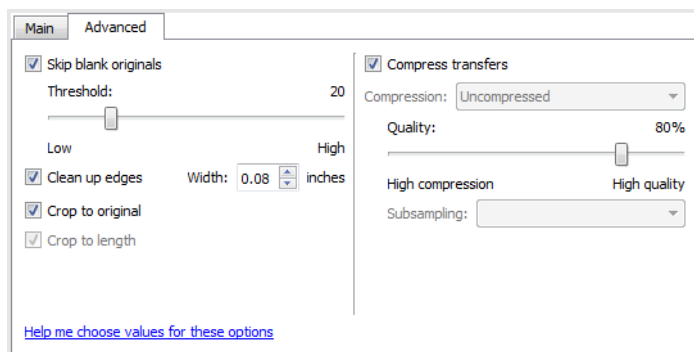 Main Advanced
Skip blank originals
Threshold: 20
Low High
Clean up edges Width: 0.08 inches
Crop to original
Crop to length
Help me choose values for these options
Compress transfers
Compression: Uncompressed
Quality: 80%
High compression High quality
Subsampling: